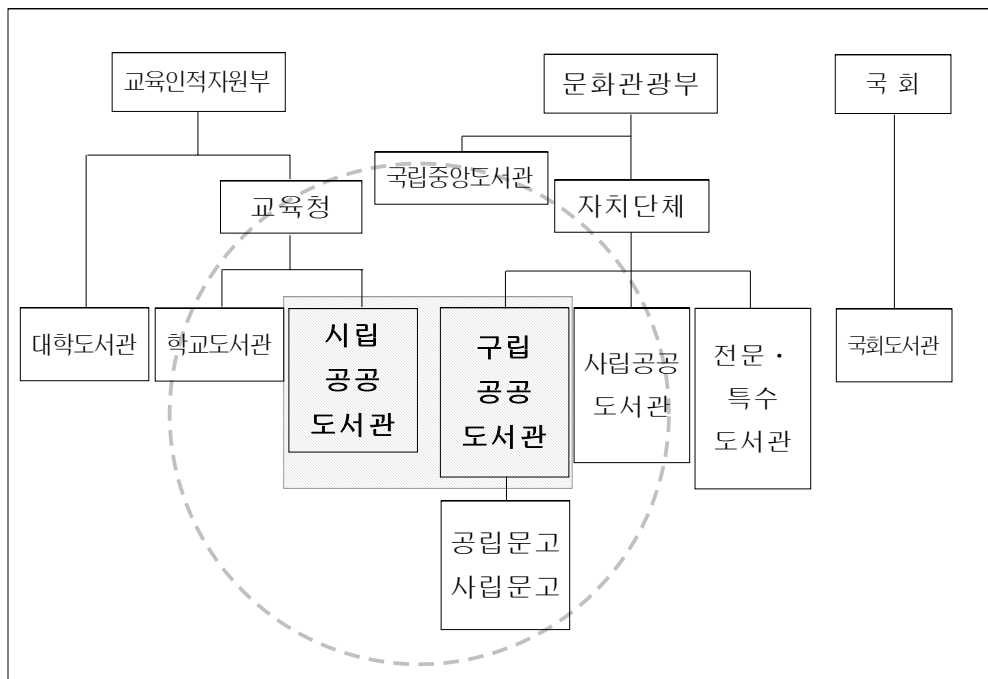 교육인적자원부
문화관광부
국 회
국립중앙도서관
교육청
자치단체
대학도서관
학교도서관
시립
공공
도서관
구립
공공
도서관
사립공공
도서관
전문·
특수
도서관
국회도서관
공립문고
사립문고